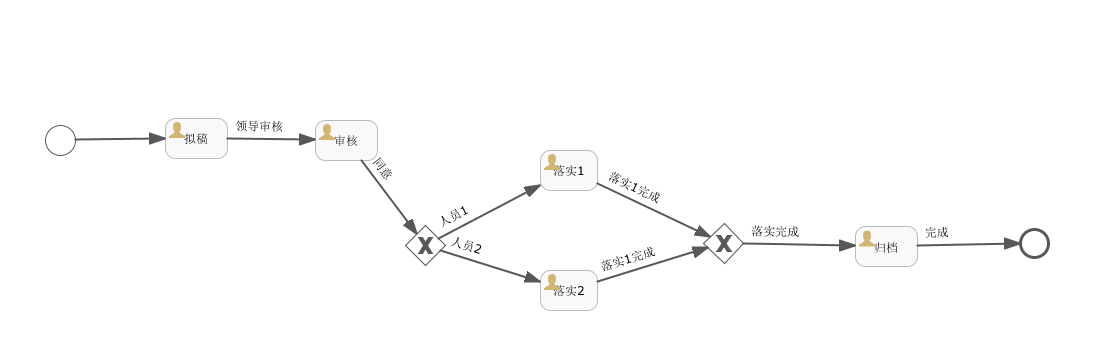 拟稿
领导审核
审核
同意
人员1
人员2
落实1
落实2
落实1完成
落实1完成
落实完成
归档
完成